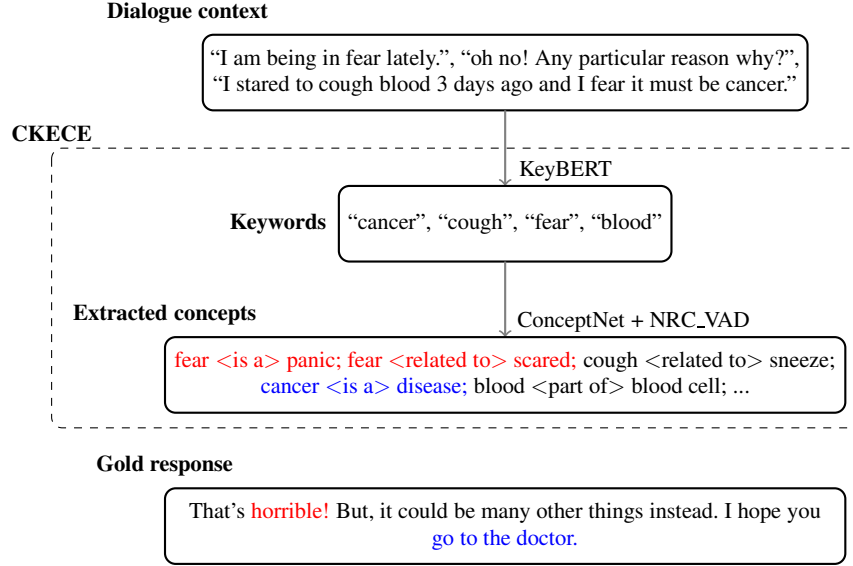 Dialogue context
“I am being in fear lately.”, “oh no! Any particular reason why?”,
“I stared to cough blood 3 days ago and I fear it must be cancer.”
CKECE
KeyBERT
Keywords
“cancer”, “cough”, “fear”, “blood”
Extracted concepts
ConceptNet + NRC_VAD
fear <is a> panic; fear <related to> scared; cough <related to> sneeze;
cancer <is a> disease; blood <part of> blood cell; ...
Gold response
That's horrible! But, it could be many other things instead. I hope you
go to the doctor.